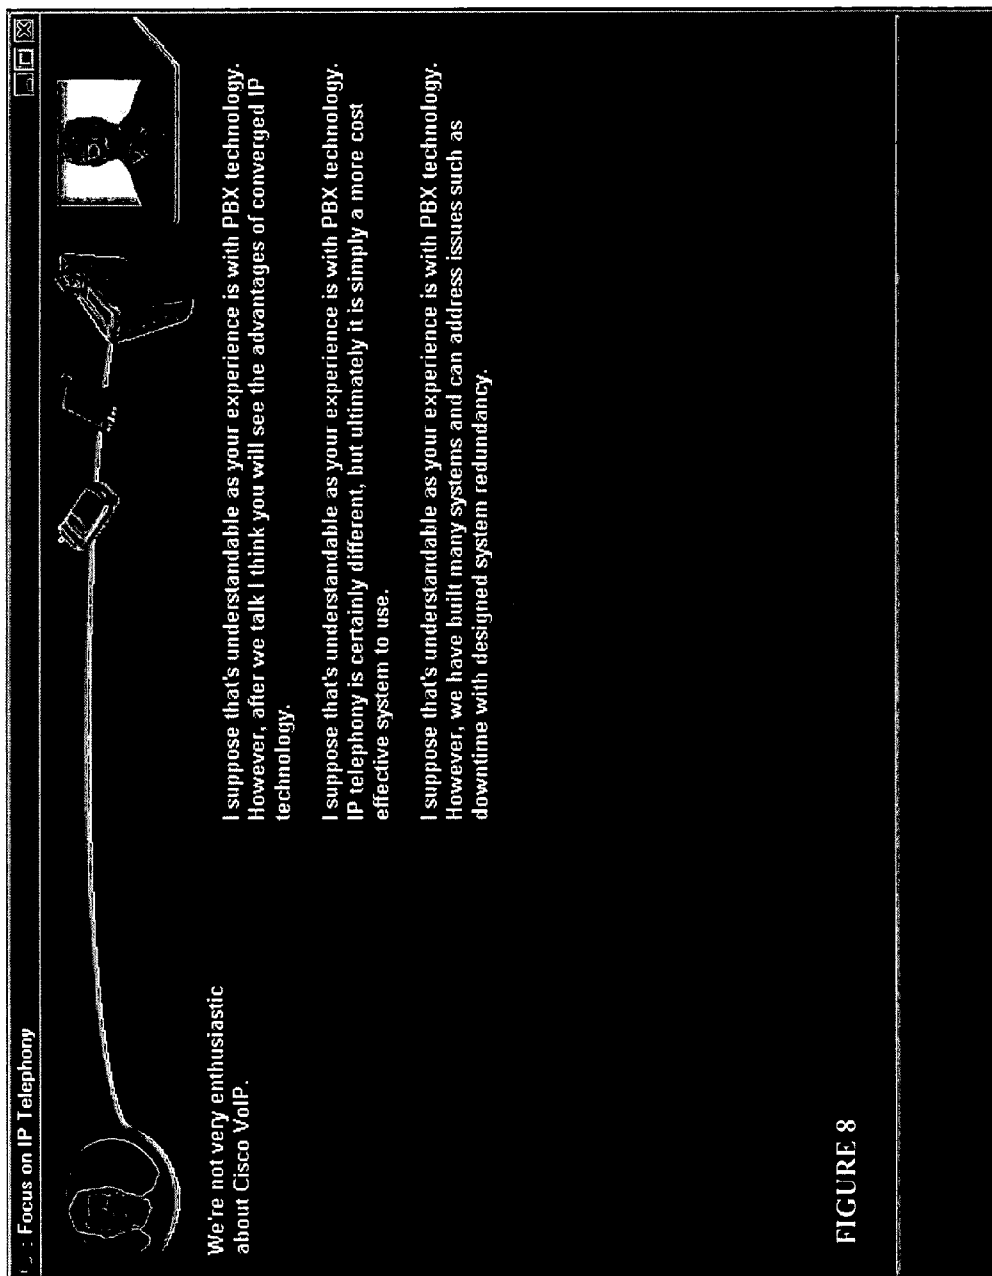 : Focus on IP Telephony
We're not very enthusiastic
about Cisco VoIP.
I suppose that's understandable as your experience is with PBX technology.
However, after we talk I think you will see the advantages of converged IP
technology.
I suppose that's understandable as your experience is with PBX technology.
IP telephony is certainly different, but ultimately it is simply a more cost
effective system to use.
I suppose that's understandable as your experience is with PBX technology.
However, we have built many systems and can address issues such as
downtime with designed system redundancy.
FIGURE 8